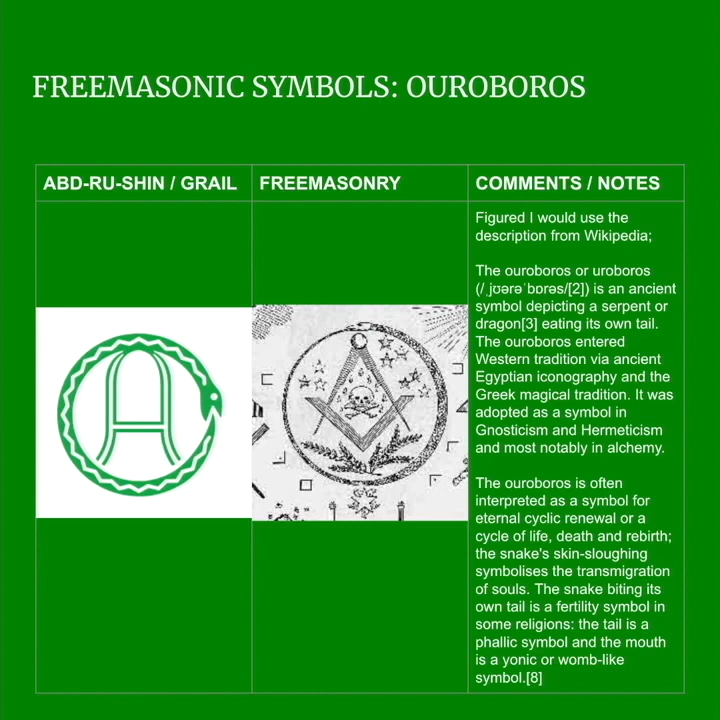 FREEMASONIC SYMBOLS: OUROBOROS
ABD-RU-SHIN / GRAIL
FREEMASONRY
COMMENTS / NOTES
A
Figured I would use the
description from Wikipedia;
The ouroboros or uroboros
(/ˌjʊərəˈbɒrəs/[2]) is an ancient
symbol depicting a serpent or
dragon[3] eating its own tail.
The ouroboros entered
Western tradition via ancient
Egyptian iconography and the
Greek magical tradition. It was
adopted as a symbol in
Gnosticism and Hermeticism
and most notably in alchemy.
The ouroboros is often
interpreted as a symbol for
eternal cyclic renewal or a
cycle of life, death and rebirth;
the snake's skin-sloughing
symbolises the transmigration
of souls. The snake biting its
own tail is a fertility symbol in
some religions: the tail is a
phallic symbol and the mouth
is a yonic or womb-like
symbol.[8]